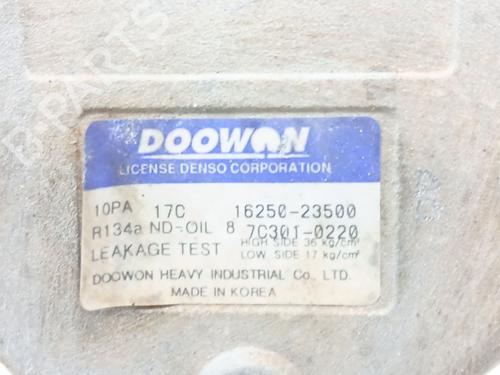 DOOWON
LICENSE DENSO CORPORATION
10PA 17C 16250-23500
R134a ND-OIL 8 7C301-0220
LEAKAGE TEST HIGH SIDE 36 kg/cm²
LOW SIDE 17 kg/cm²
DOOWON HEAVY INDUSTRIAL Co., LTD.
MADE IN KOREA
B-PARTS